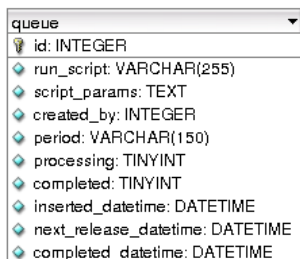 queue
id: INTEGER
run_script: VARCHAR(255)
script_params: TEXT
created_by: INTEGER
period: VARCHAR(150)
processing: TINYINT
completed: TINYINT
inserted_datetime: DATETIME
next_release_datetime: DATETIME
completed_datetime: DATETIME